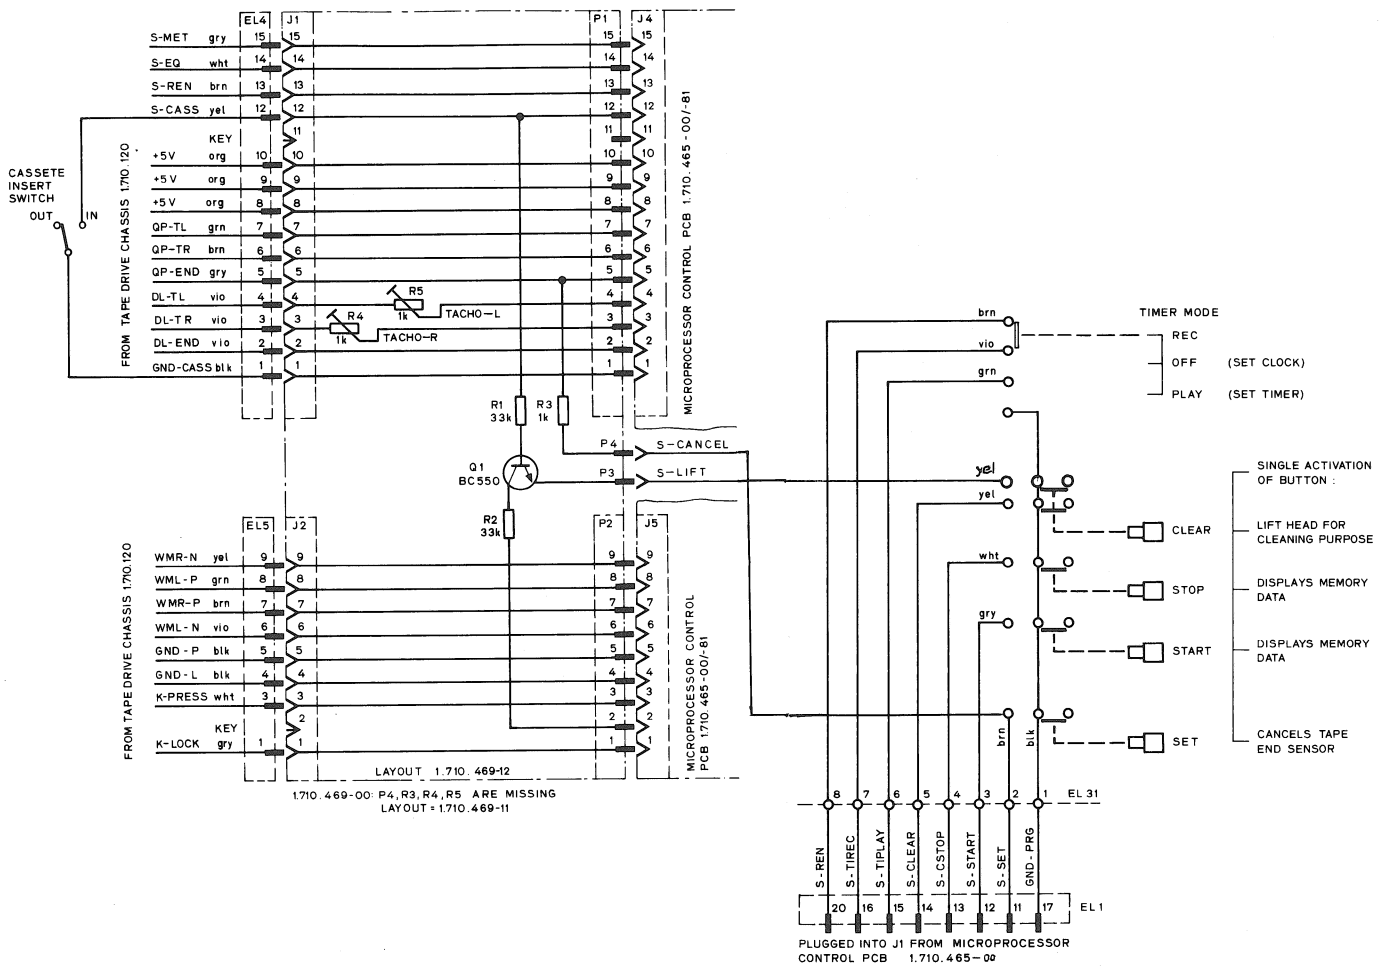 EL4 J1 P1 J4
S-MET gry 15 15 15 15
S-EQ wht 14 14 14 14
S-REN brn 13 13 13 13
S-CASS yel 12 12 12 12
KEY 11 11 11
+5V org 10 10 10 10
+5V org 9 9 9 9
+5V org 8 8 8 8
QP-TL grn 7 7 7 7
QP-TR brn 6 6 6 6
QP-END gry 5 5 5 5
DL-TL vio 4 4 4 4
DL-TR vio 3 3 3 3
DL-END vio 2 2 2 2
GND-CASS blk 1 1 1 1
R5
1k
TACHO-L
R4
1k
TACHO-R
CASSETE
INSERT
SWITCH
OUT IN
FROM TAPE DRIVE CHASSIS 1.710.120
MICROPROCESSOR CONTROL PCB 1.710.465-00/-81
R1
33k
R3
1k
Q1
BC550
R2
33k
P4 S-CANCEL
P3 S-LIFT
EL5 J2 P2 J5
WMR-N yel 9 9 9 9
WML-P grn 8 8 8 8
WMR-P brn 7 7 7 7
WML-N vio 6 6 6 6
GND-P blk 5 5 5 5
GND-L blk 4 4 4 4
K-PRESS wht 3 3 3 3
KEY 2 2 2
K-LOCK gry 1 1 1 1
FROM TAPE DRIVE CHASSIS 1.710.120
MICROPROCESSOR CONTROL
PCB 1.710.465-00/-81
LAYOUT 1.710.469-12
1.710.469-00: P4,R3,R4,R5 ARE MISSING
LAYOUT = 1.710.469-11
brn
vio
grn
TIMER MODE
REC
OFF (SET CLOCK)
PLAY (SET TIMER)
yel
yel
wht
gry
brn
blk
CLEAR
STOP
START
SET
SINGLE ACTIVATION
OF BUTTON :
LIFT HEAD FOR
CLEANING PURPOSE
DISPLAYS MEMORY
DATA
DISPLAYS MEMORY
DATA
CANCELS TAPE
END SENSOR
8 7 6 5 4 3 2 1 EL 31
S-REN
S-TIREC
S-TIPLAY
S-CLEAR
S-CSTOP
S-START
S-SET
GND-PRG
20 16 15 14 13 12 11 17 EL 1
PLUGGED INTO J1 FROM MICROPROCESSOR
CONTROL PCB 1.710.465-00